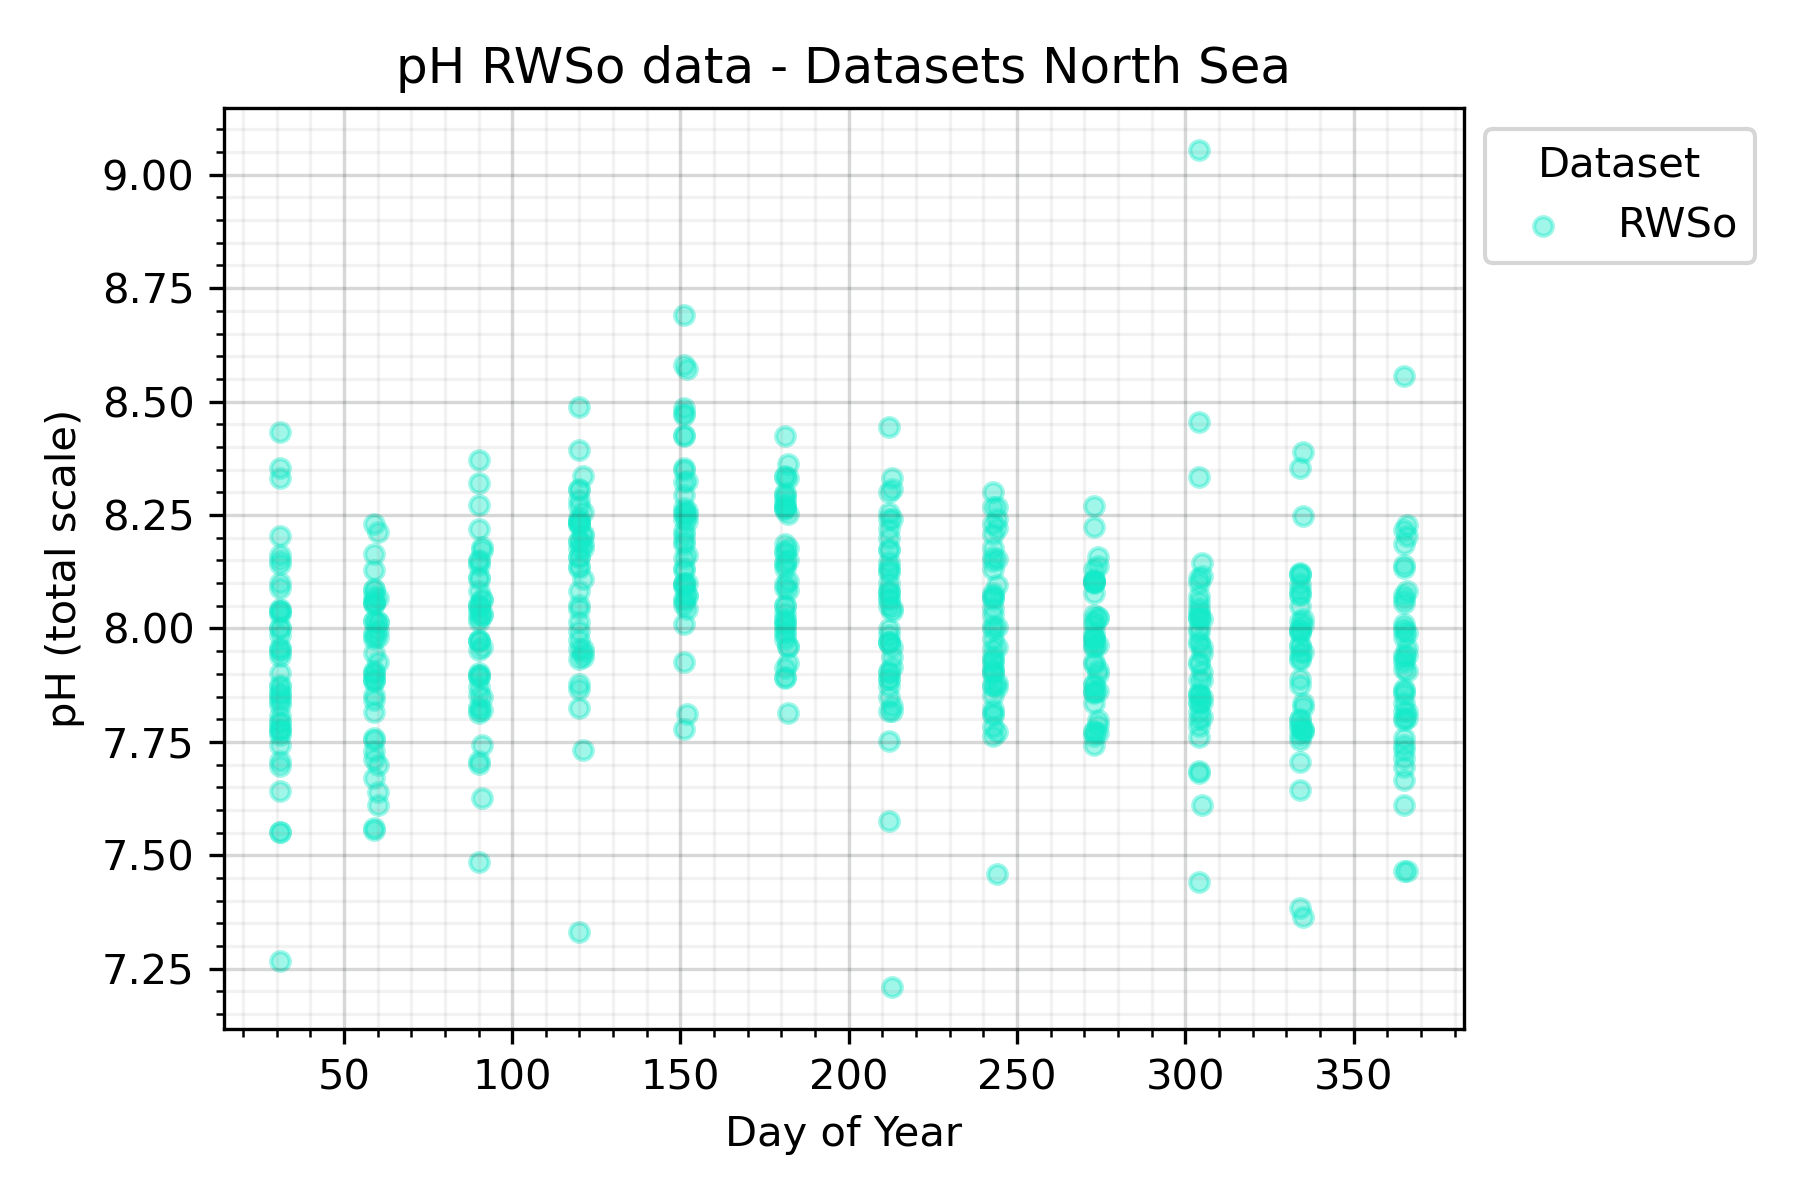 pH RWSo data - Datasets North Sea
Dataset
RWSo
9.00
8.75
8.50
8.25
8.00
7.75
7.50
7.25
pH (total scale)
50 100 150 200 250 300 350
Day of Year